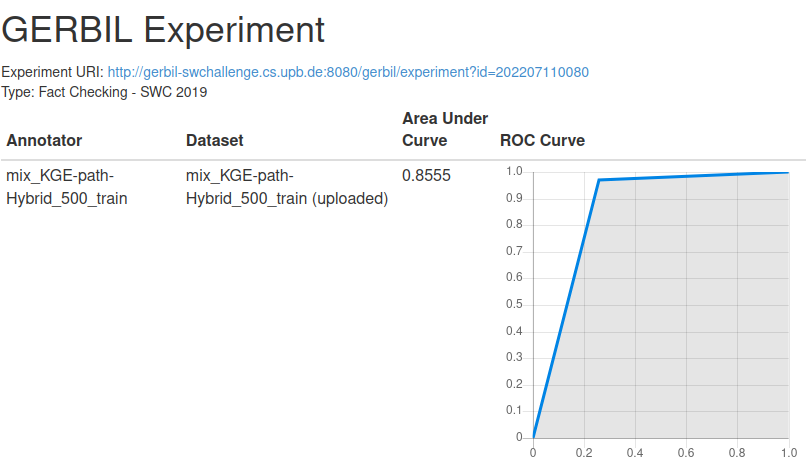 GERBIL Experiment
Experiment URI: http://gerbil-swchallenge.cs.upb.de:8080/gerbil/experiment?id=202207110080
Type: Fact Checking - SWC 2019
Annotator Dataset Area Under Curve ROC Curve
mix_KGE-path-
Hybrid_500_train
mix_KGE-path-
Hybrid_500_train (uploaded)
0.8555
1.0
0.9
0.8
0.7
0.6
0.5
0.4
0.3
0.2
0.1
0
0 0.2 0.4 0.6 0.8 1.0